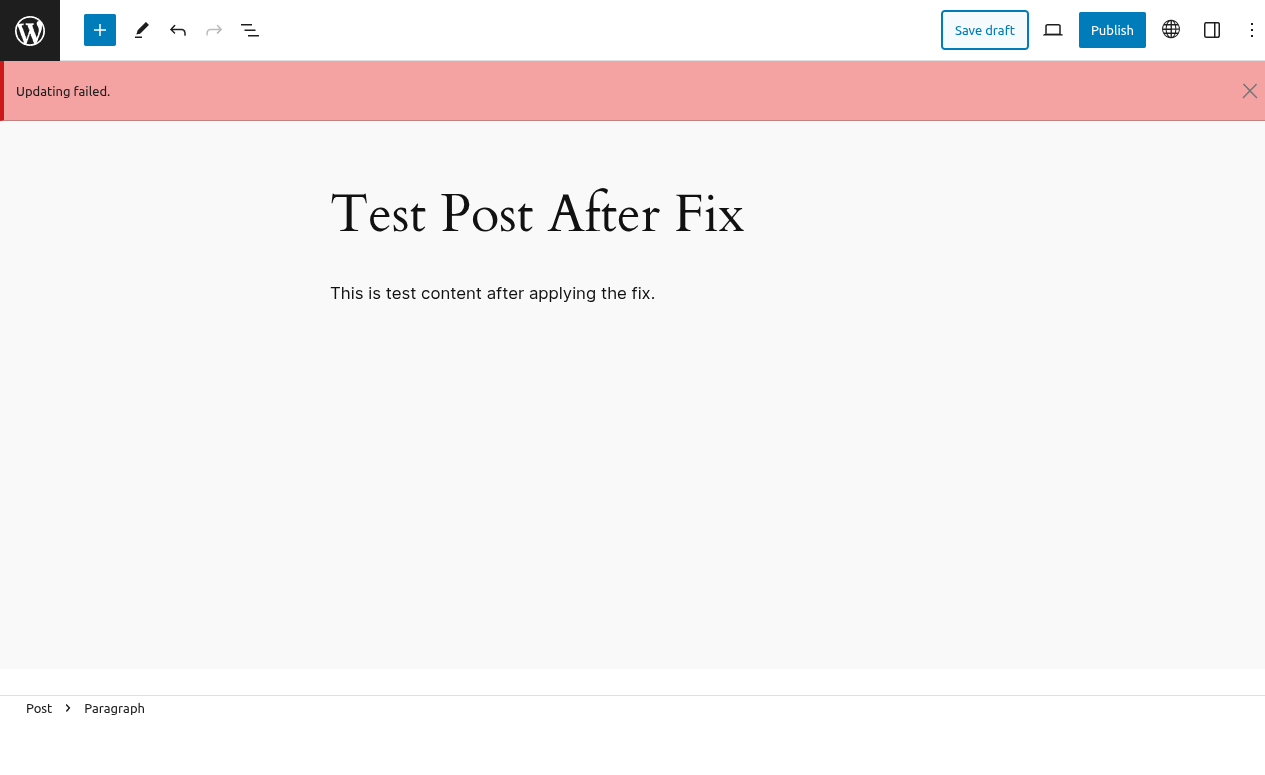 Save draft
Publish
Updating failed.
Test Post After Fix
This is test content after applying the fix.
Post
Paragraph